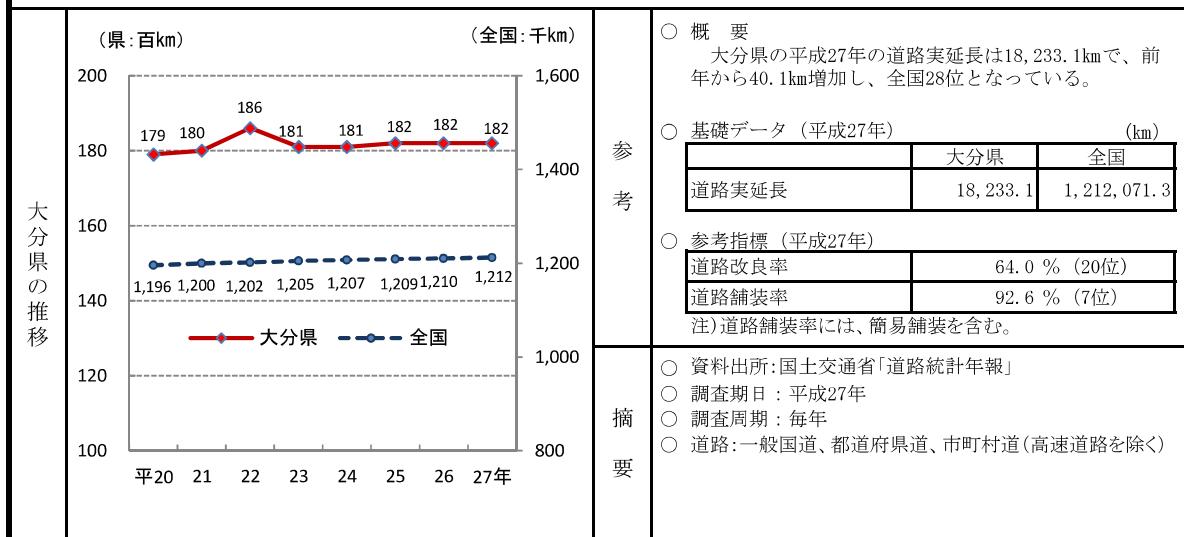 大分県の推移
（県:百km）
（全国:千km）
200
180
160
140
120
100
1,600
1,400
1,200
1,000
800
179
180
186
181
181
182
182
182
1,196
1,200
1,202
1,205
1,207
1,209
1,210
1,212
大分県
全国
平20
21
22
23
24
25
26
27年
参考
○ 概　要
大分県の平成27年の道路実延長は18,233.1kmで、前
年から40.1km増加し、全国28位となっている。
○ 基礎データ（平成27年）
(km)
大分県 全国
道路実延長 18,233.1 1,212,071.3
○ 参考指標（平成27年）
道路改良率 64.0 %（20位）
道路舗装率 92.6 %（7位）
注)道路舗装率には、簡易舗装を含む。
摘要
○ 資料出所:国土交通省｢道路統計年報｣
○ 調査期日：平成27年
○ 調査周期：毎年
○ 道路:一般国道、都道府県道、市町村道(高速道路を除く)